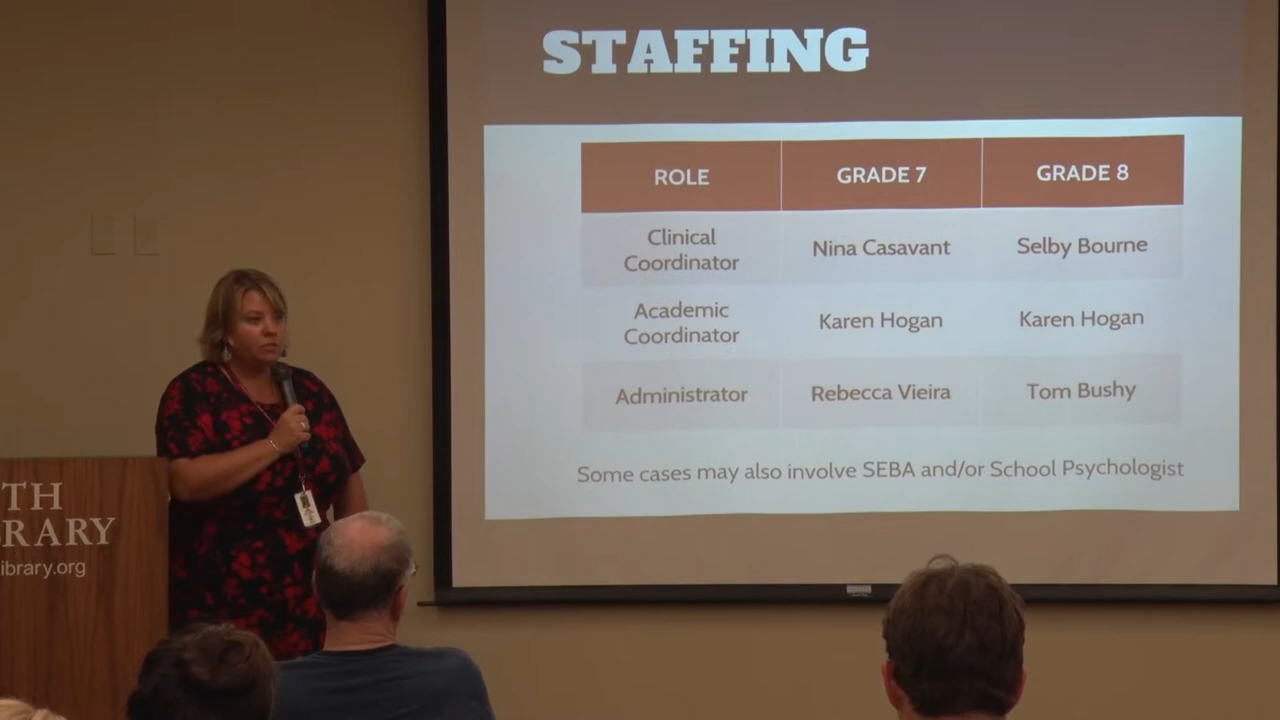 STAFFING
ROLE GRADE 7 GRADE 8
Clinical
Coordinator Nina Casavant Selby Bourne
Academic
Coordinator Karen Hogan Karen Hogan
Administrator Rebecca Vieira Tom Bushy
Some cases may also involve SEBA and/or School Psychologist
TH
RARY
ibrary.org